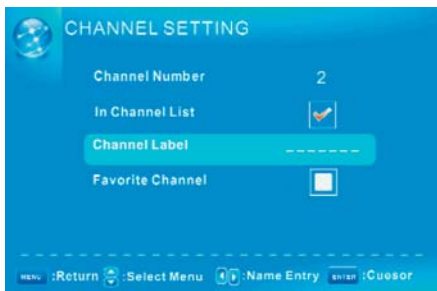 CHANNEL SETTING
Channel Number 2
In Channel List
Channel Label _ _ _ _ _ _ _
Favorite Channel
MENU :Return :Select Menu :Name Entry ENTER :Cuosor